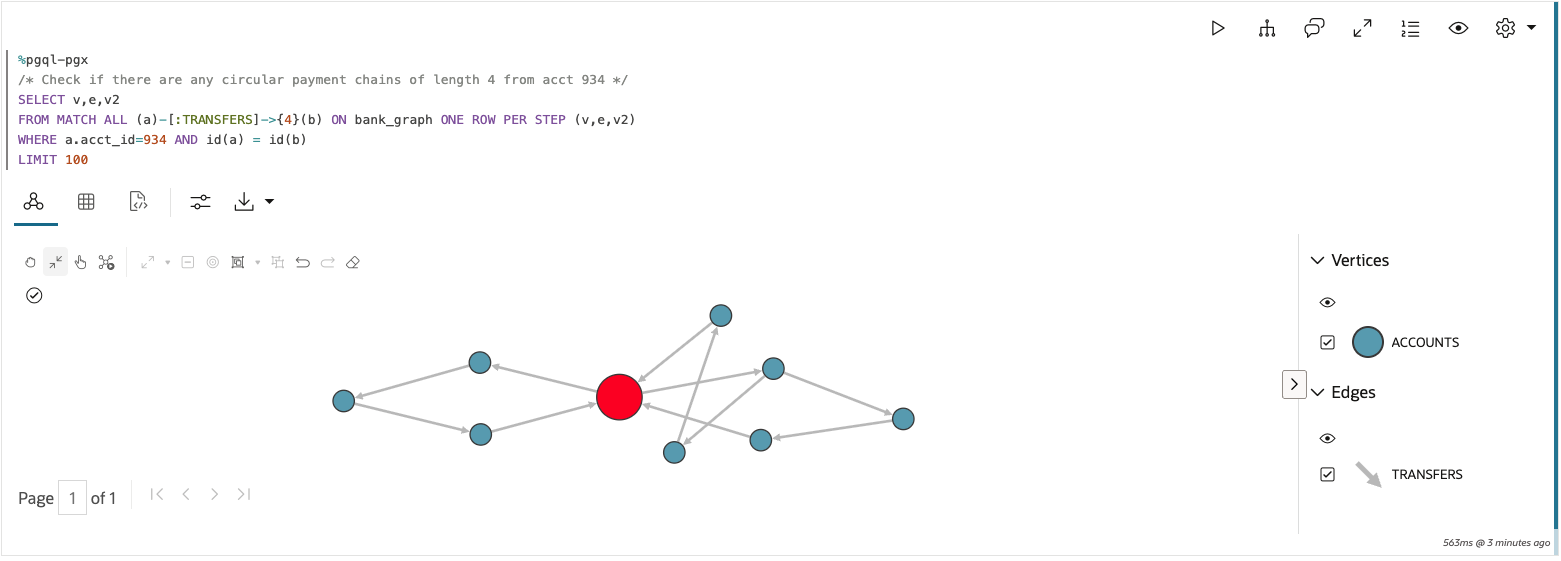 %pgql-pgx
/* Check if there are any circular payment chains of length 4 from acct 934 */
SELECT v,e,v2
FROM MATCH ALL (a)-[:TRANSFERS]->{4}(b) ON bank_graph ONE ROW PER STEP (v,e,v2)
WHERE a.acct_id=934 AND id(a) = id(b)
LIMIT 100
Vertices
ACCOUNTS
Edges
TRANSFERS
Page 1 of 1
563ms @ 3 minutes ago